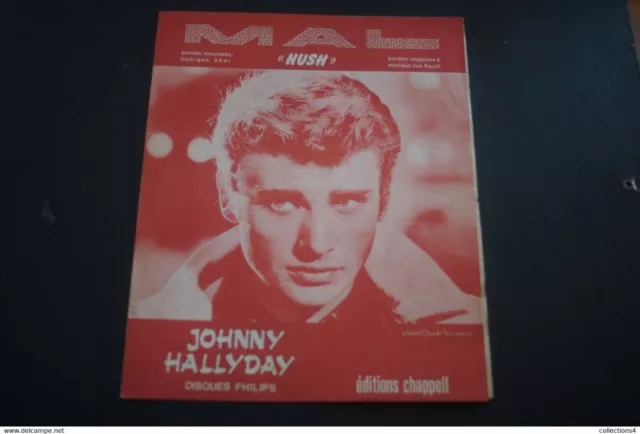 MAL
paroles françaises:
Georges Aber
« HUSH »
paroles anglaises &
musique: Joe South
JOHNNY
HALLYDAY
DISQUES PHILIPS
éditions chappell
www.delcampe.net
collections4